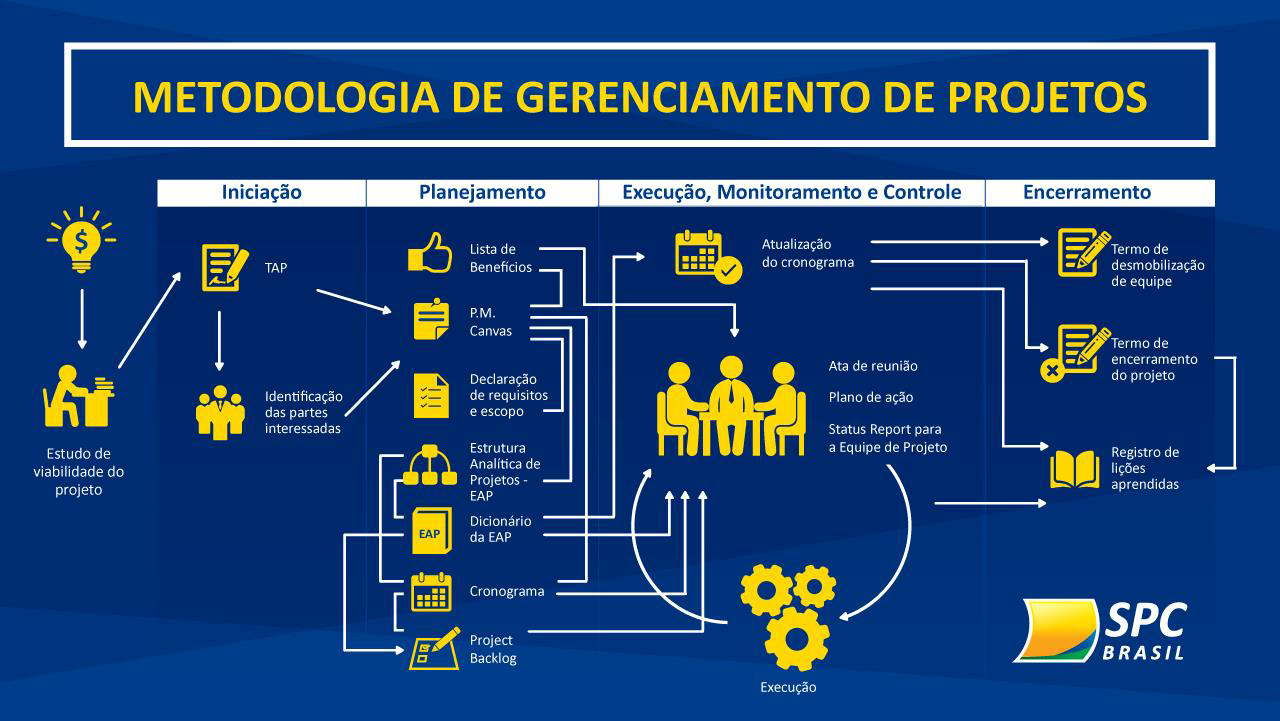 METODOLOGIA DE GERENCIAMENTO DE PROJETOS
Iniciação
Planejamento
Execução, Monitoramento e Controle
Encerramento
$
Estudo de
viabilidade do
projeto
TAP
Identificação
das partes
interessadas
Lista de
Benefícios
P.M.
Canvas
Declaração
de requisitos
e escopo
Estrutura
Analítica de
Projetos -
EAP
EAP
Dicionário
da EAP
Cronograma
Project
Backlog
Atualização
do cronograma
Ata de reunião
Plano de ação
Status Report para
a Equipe de Projeto
Execução
Termo de
desmobilização
de equipe
Termo de
encerramento
do projeto
Registro de
lições
aprendidas
SPC
BRASIL